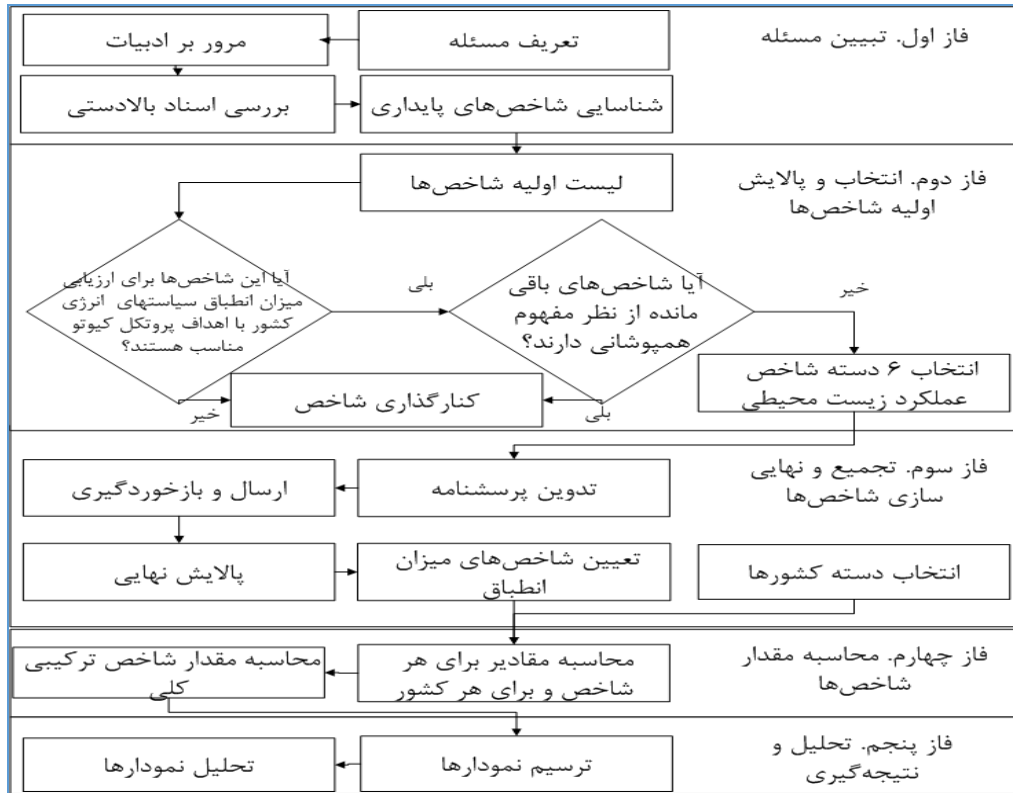 فاز اول. تبیین مسئله
تعریف مسئله
مرور بر ادبیات
بررسی اسناد بالادستی
شناسایی شاخص‌های پایداری
فاز دوم. انتخاب و پالایش
اولیه شاخص‌ها
لیست اولیه شاخص‌ها
آیا این شاخص‌ها برای ارزیابی
میزان انطباق سیاستهای انرژی
کشور با اهداف پروتکل کیوتو
مناسب هستند؟
بلی
خیر
آیا شاخص‌های باقی
مانده از نظر مفهوم
همپوشانی دارند؟
خیر
بلی
کنارگذاری شاخص
انتخاب ۶ دسته شاخص
عملکرد زیست محیطی
فاز سوم. تجمیع و نهایی
سازی شاخص‌ها
تدوین پرسشنامه
ارسال و بازخوردگیری
پالایش نهایی
تعیین شاخص‌های میزان
انطباق
انتخاب دسته کشورها
فاز چهارم. محاسبه مقدار
شاخص‌ها
محاسبه مقادیر برای هر
شاخص و برای هر کشور
محاسبه مقدار شاخص ترکیبی
کلی
فاز پنجم. تحلیل و
نتیجه‌گیری
ترسیم نمودارها
تحلیل نمودارها